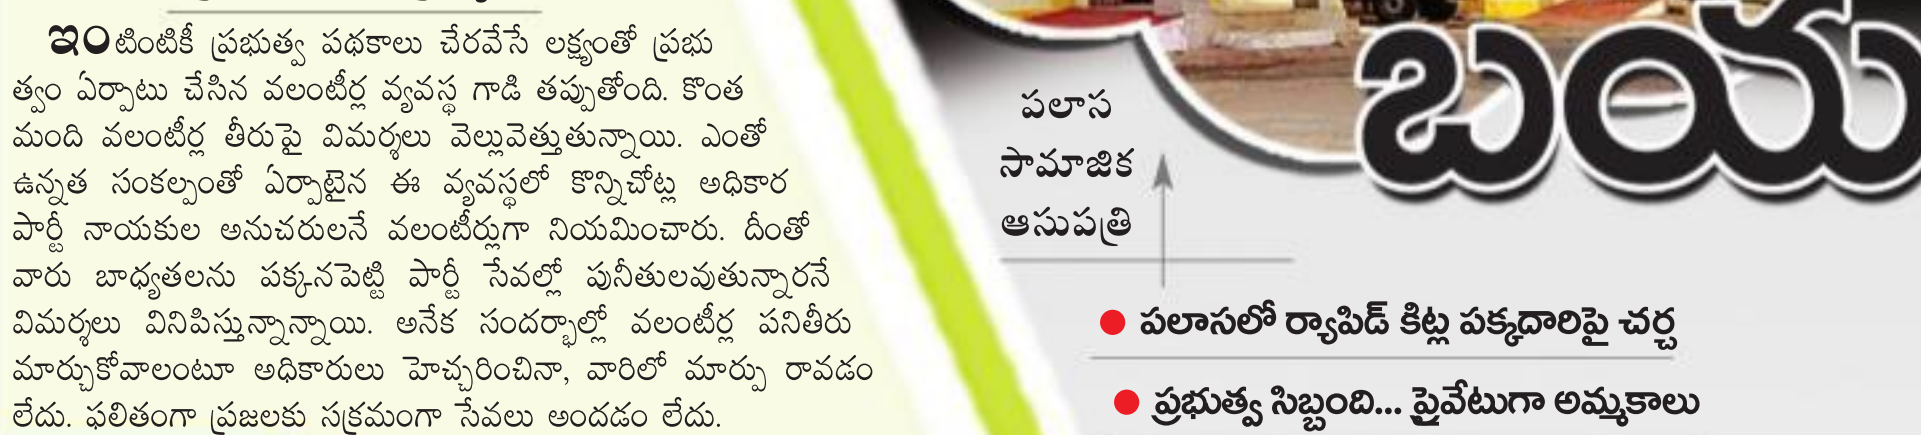 ఇంటింటికీ ప్రభుత్వ పథకాలు చేరవేసే లక్ష్యంతో ప్రభు
త్వం ఏర్పాటు చేసిన వలంటీర్ల వ్యవస్థ గాడి తప్పుతోంది. కొంత
మంది వలంటీర్ల తీరుపై విమర్శలు వెల్లువెత్తుతున్నాయి. ఎంతో
ఉన్నత సంకల్పంతో ఏర్పాటైన ఈ వ్యవస్థలో కొన్నిచోట్ల అధికార
పార్టీ నాయకుల అనుచరులనే వలంటీర్లుగా నియమించారు. దీంతో
వారు బాధ్యతలను పక్కనపెట్టి పార్టీ సేవల్లో పునీతులవుతున్నారనే
విమర్శలు వినిపిస్తున్నాన్నాయి. అనేక సందర్భాల్లో వలంటీర్ల పనితీరు
మార్చుకోవాలంటూ అధికారులు హెచ్చరించినా, వారిలో మార్పు రావడం
లేదు. ఫలితంగా ప్రజలకు సక్రమంగా సేవలు అందడం లేదు.
బయ
పలాస
సామాజిక
ఆసుపత్రి
● పలాసలో ర్యాపిడ్ కిట్ల పక్కదారిపై చర్చ
● ప్రభుత్వ సిబ్బంది... ప్రైవేటుగా అమ్మకాలు